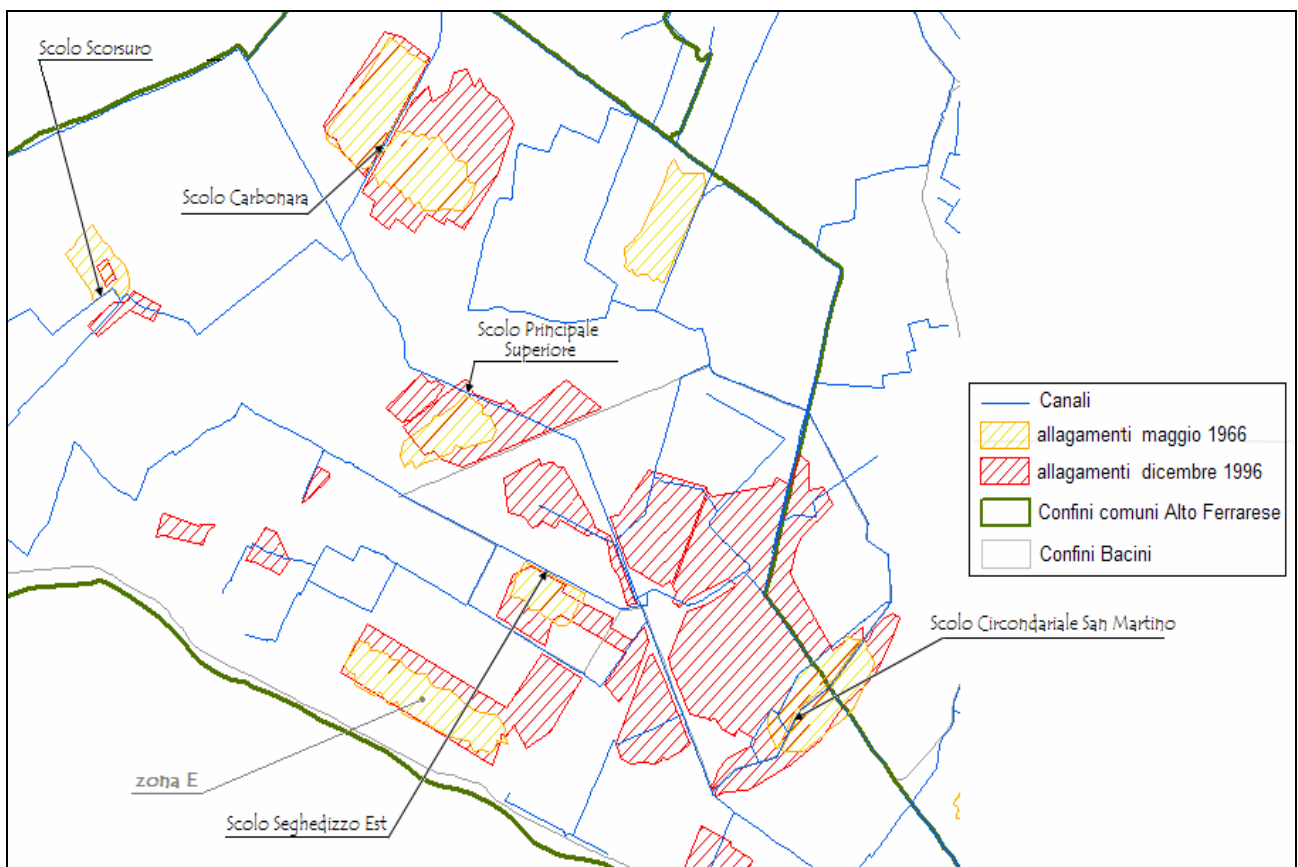 Scolo Scorsuro
Scolo Carbonara
Scolo Principale
Superiore
Canali
allagamenti maggio 1966
allagamenti dicembre 1996
Confini comuni Alto Ferrarese
Confini Bacini
Scolo Circondariale San Martino
zona E
Scolo Seghedizzo Est